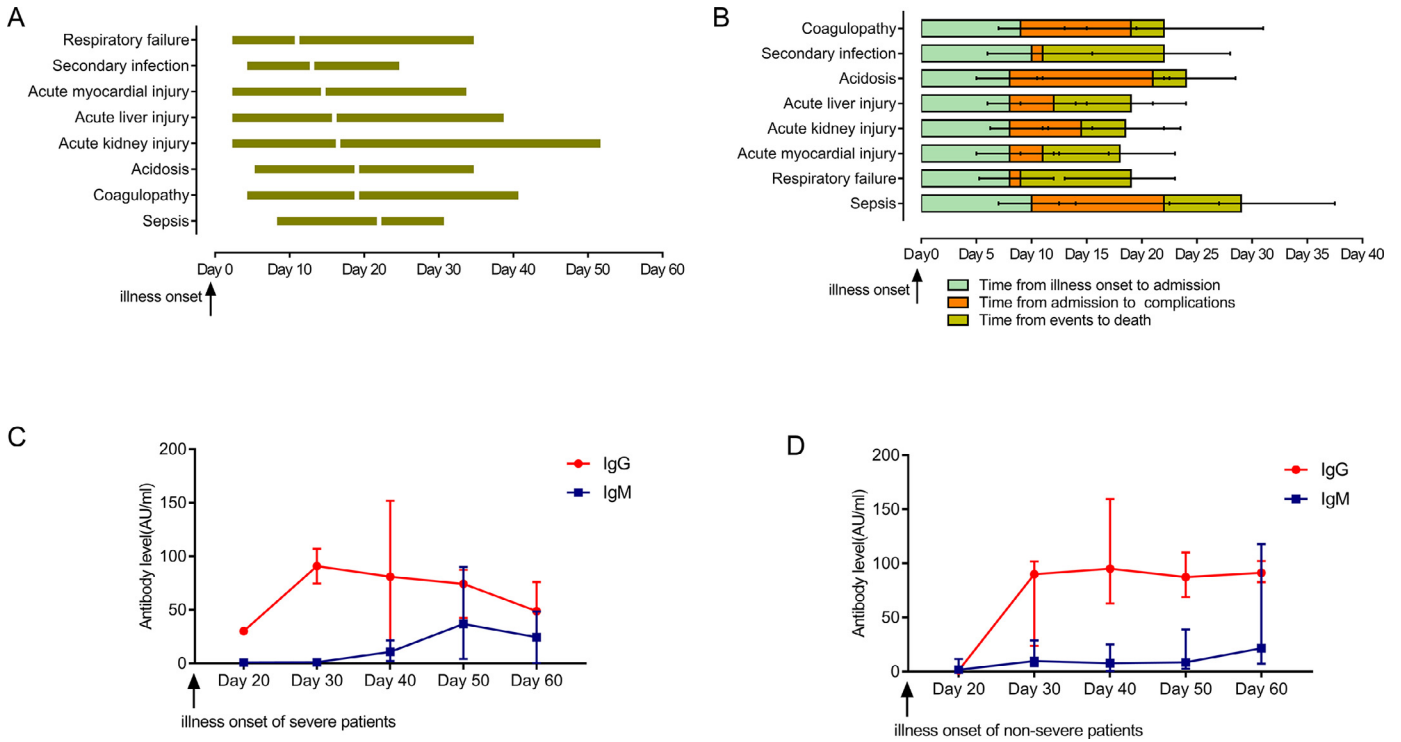 A
Respiratory failure
Secondary infection
Acute myocardial injury
Acute liver injury
Acute kidney injury
Acidosis
Coagulopathy
Sepsis
Day 0 Day 10 Day 20 Day 30 Day 40 Day 50 Day 60
illness onset
B
Coagulopathy
Secondary infection
Acidosis
Acute liver injury
Acute kidney injury
Acute myocardial injury
Respiratory failure
Sepsis
Day0 Day 5 Day 10 Day 15 Day 20 Day 25 Day 30 Day 35 Day 40
illness onset
Time from illness onset to admission
Time from admission to complications
Time from events to death
C
Antibody level(AU/ml)
200
150
100
50
0
IgG
IgM
Day 20 Day 30 Day 40 Day 50 Day 60
illness onset of severe patients
D
Antibody level(AU/ml)
200
150
100
50
0
IgG
IgM
Day 20 Day 30 Day 40 Day 50 Day 60
illness onset of non-severe patients